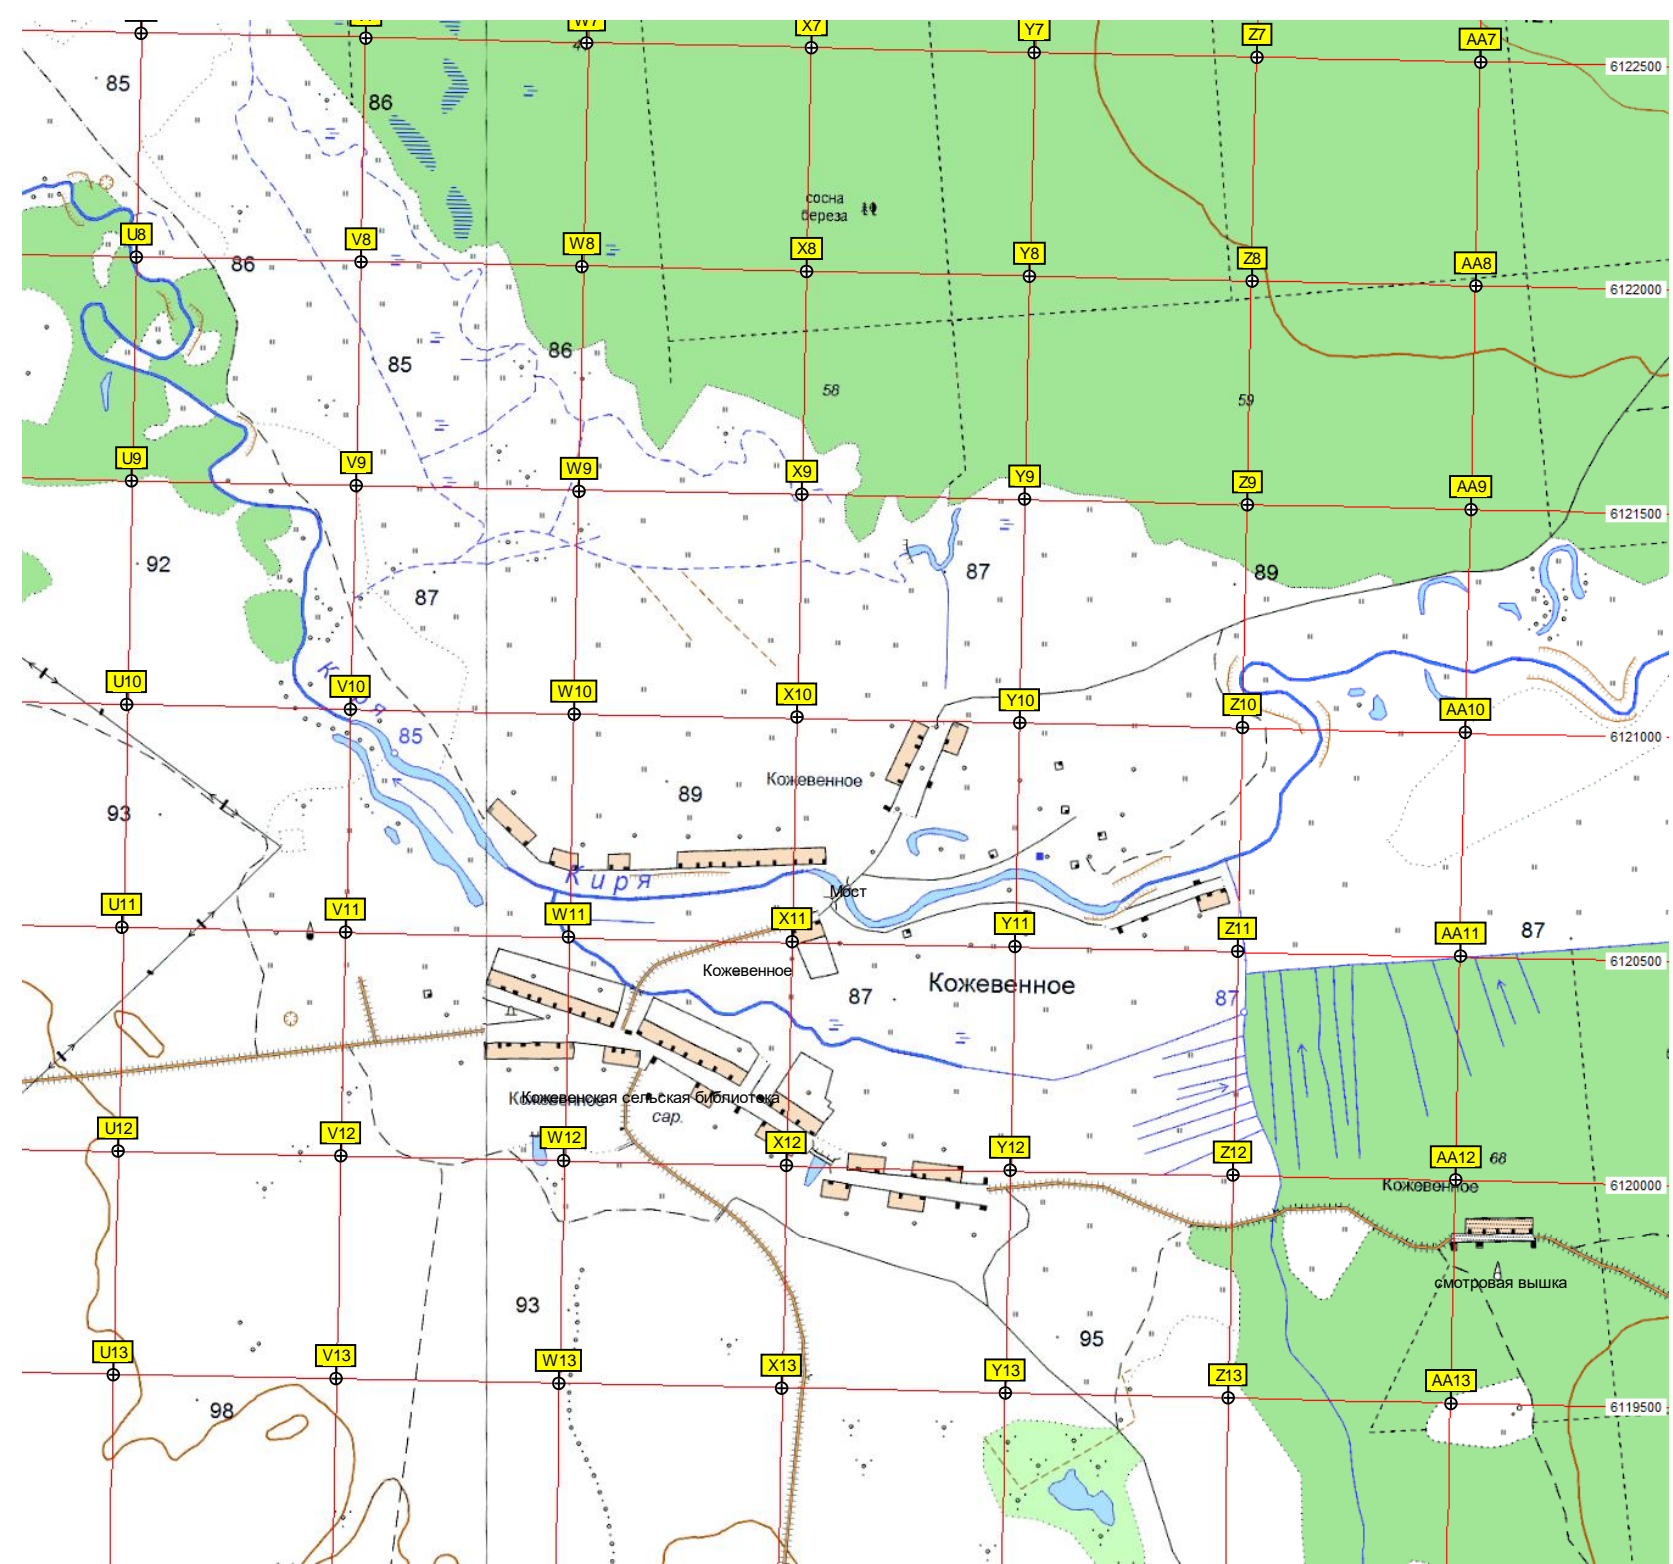 W7
X7
Y7
Z7
AA7
6122500
85
86
сосна
береза
U8
V8
W8
X8
Y8
Z8
AA8
86
6122000
85
86
58
59
U9
V9
W9
X9
Y9
Z9
AA9
6121500
92
87
87
89
Киря
U10
V10
W10
X10
Y10
Z10
AA10
85
6121000
Кожевенное
89
93
Киря
Мост
U11
V11
W11
X11
Y11
Z11
AA11
87
6120500
Кожевенное
Кожевенное
87
87
Кожевенное
Кожевенская сельская библиотека
сар.
U12
V12
W12
X12
Y12
Z12
AA12
68
6120000
Кожевенное
смотровая вышка
93
95
U13
V13
W13
X13
Y13
Z13
AA13
98
6119500